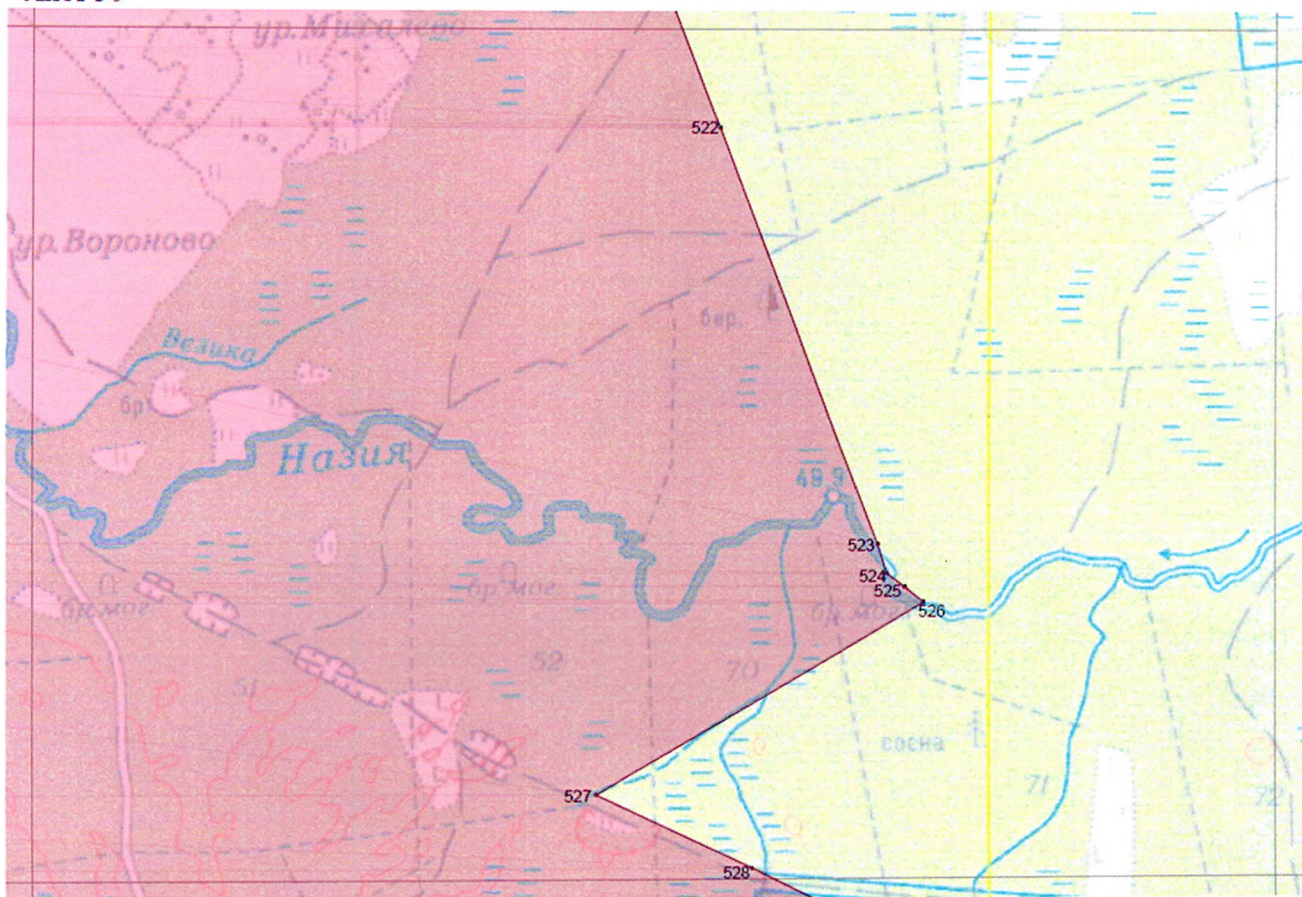 ур. Михалево
522
ур. Вороново
бер.
Велика
бр.
Назия
49,9
523
524
525
526
бр. мог.
бр. мог.
бр. мог.
52
70
51
сосна
71
72
527
528